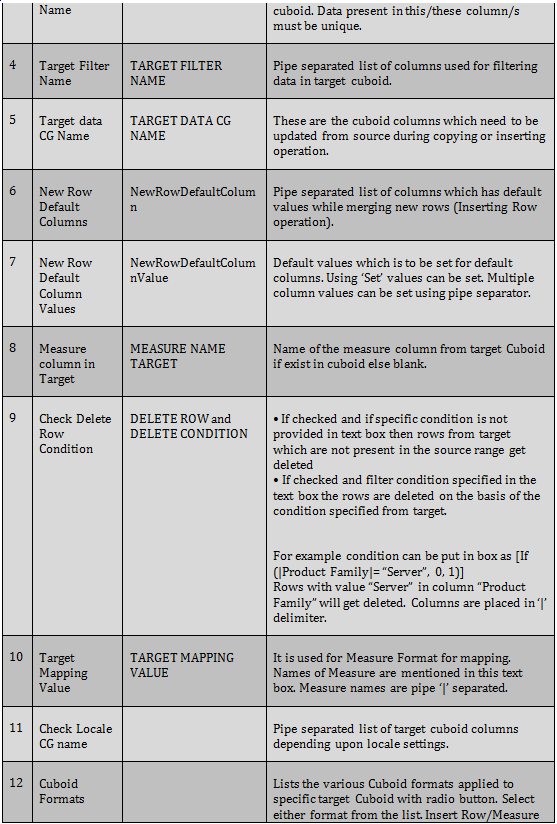 Name
cuboid. Data present in this/these column/s
must be unique.
4
Target Filter
Name
TARGET FILTER
NAME
Pipe separated list of columns used for filtering
data in target cuboid.
5
Target data
CG Name
TARGET DATA CG
NAME
These are the cuboid columns which need to be
updated from source during copying or inserting
operation.
6
New Row
Default
Columns
NewRowDefaultColum
n
Pipe separated list of columns which has default
values while merging new rows (Inserting Row
operation).
7
New Row
Default
Column
Values
NewRowDefaultColum
nValue
Default values which is to be set for default
columns. Using ‘Set’ values can be set. Multiple
column values can be set using pipe separator.
8
Measure
column in
Target
MEASURE NAME
TARGET
Name of the measure column from target Cuboid
if exist in cuboid else blank.
9
Check Delete
Row
Condition
DELETE ROW and
DELETE CONDITION
• If checked and if specific condition is not
provided in text box then rows from target
which are not present in the source range get
deleted
• If checked and filter condition specified in the
text box the rows are deleted on the basis of the
condition specified from target.
For example condition can be put in box as [If
(|Product Family|= “Server”, 0, 1)]
Rows with value “Server” in column “Product
Family” will get deleted. Columns are placed in ‘|’
delimiter.
10
Target
Mapping
Value
TARGET MAPPING
VALUE
It is used for Measure Format for mapping.
Names of Measure are mentioned in this text
box. Measure names are pipe ‘|’ separated.
11
Check Locale
CG name
Pipe separated list of target cuboid columns
depending upon locale settings.
12
Cuboid
Formats
Lists the various Cuboid formats applied to
specific target Cuboid with radio button. Select
either format from the list. Insert Row/Measure